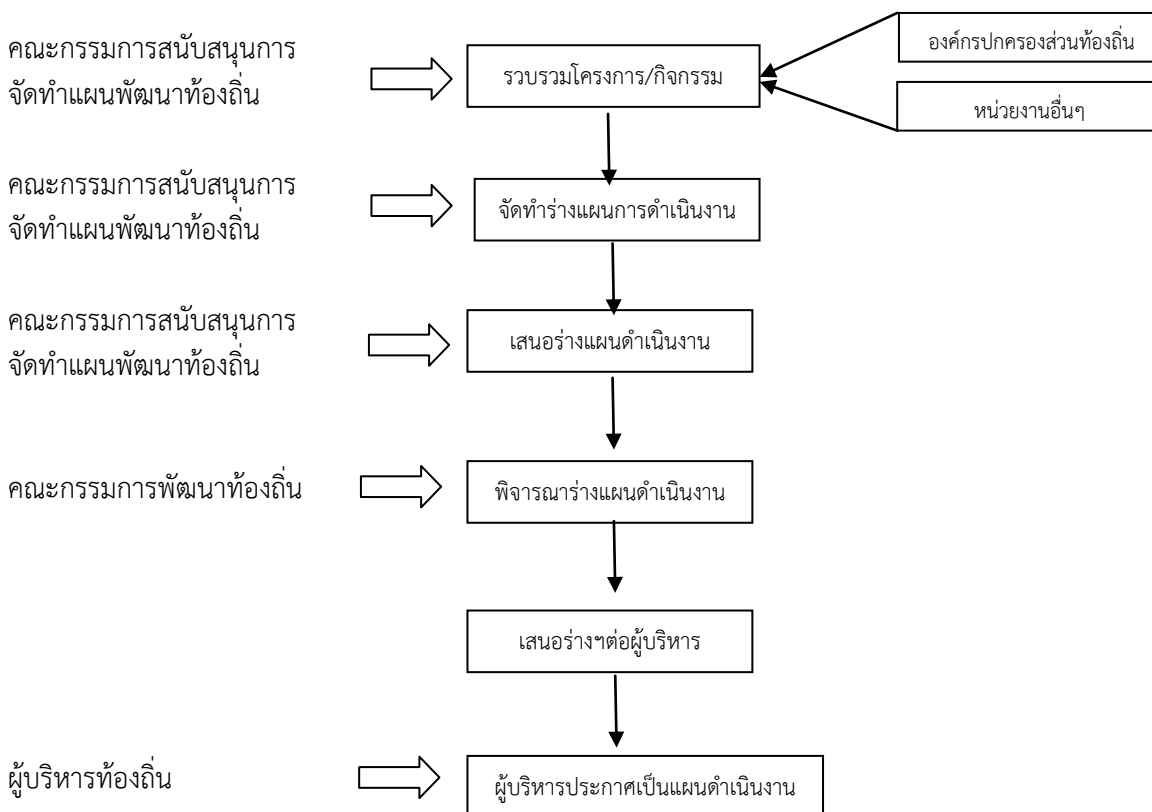 คณะกรรมการสนับสนุนการ
จัดทำแผนพัฒนาท้องถิ่น
รวบรวมโครงการ/กิจกรรม
องค์กรปกครองส่วนท้องถิ่น
หน่วยงานอื่นๆ
คณะกรรมการสนับสนุนการ
จัดทำแผนพัฒนาท้องถิ่น
จัดทำร่างแผนการดำเนินงาน
คณะกรรมการสนับสนุนการ
จัดทำแผนพัฒนาท้องถิ่น
เสนอร่างแผนดำเนินงาน
คณะกรรมการพัฒนาท้องถิ่น
พิจารณาร่างแผนดำเนินงาน
เสนอร่างฯต่อผู้บริหาร
ผู้บริหารท้องถิ่น
ผู้บริหารประกาศเป็นแผนดำเนินงาน